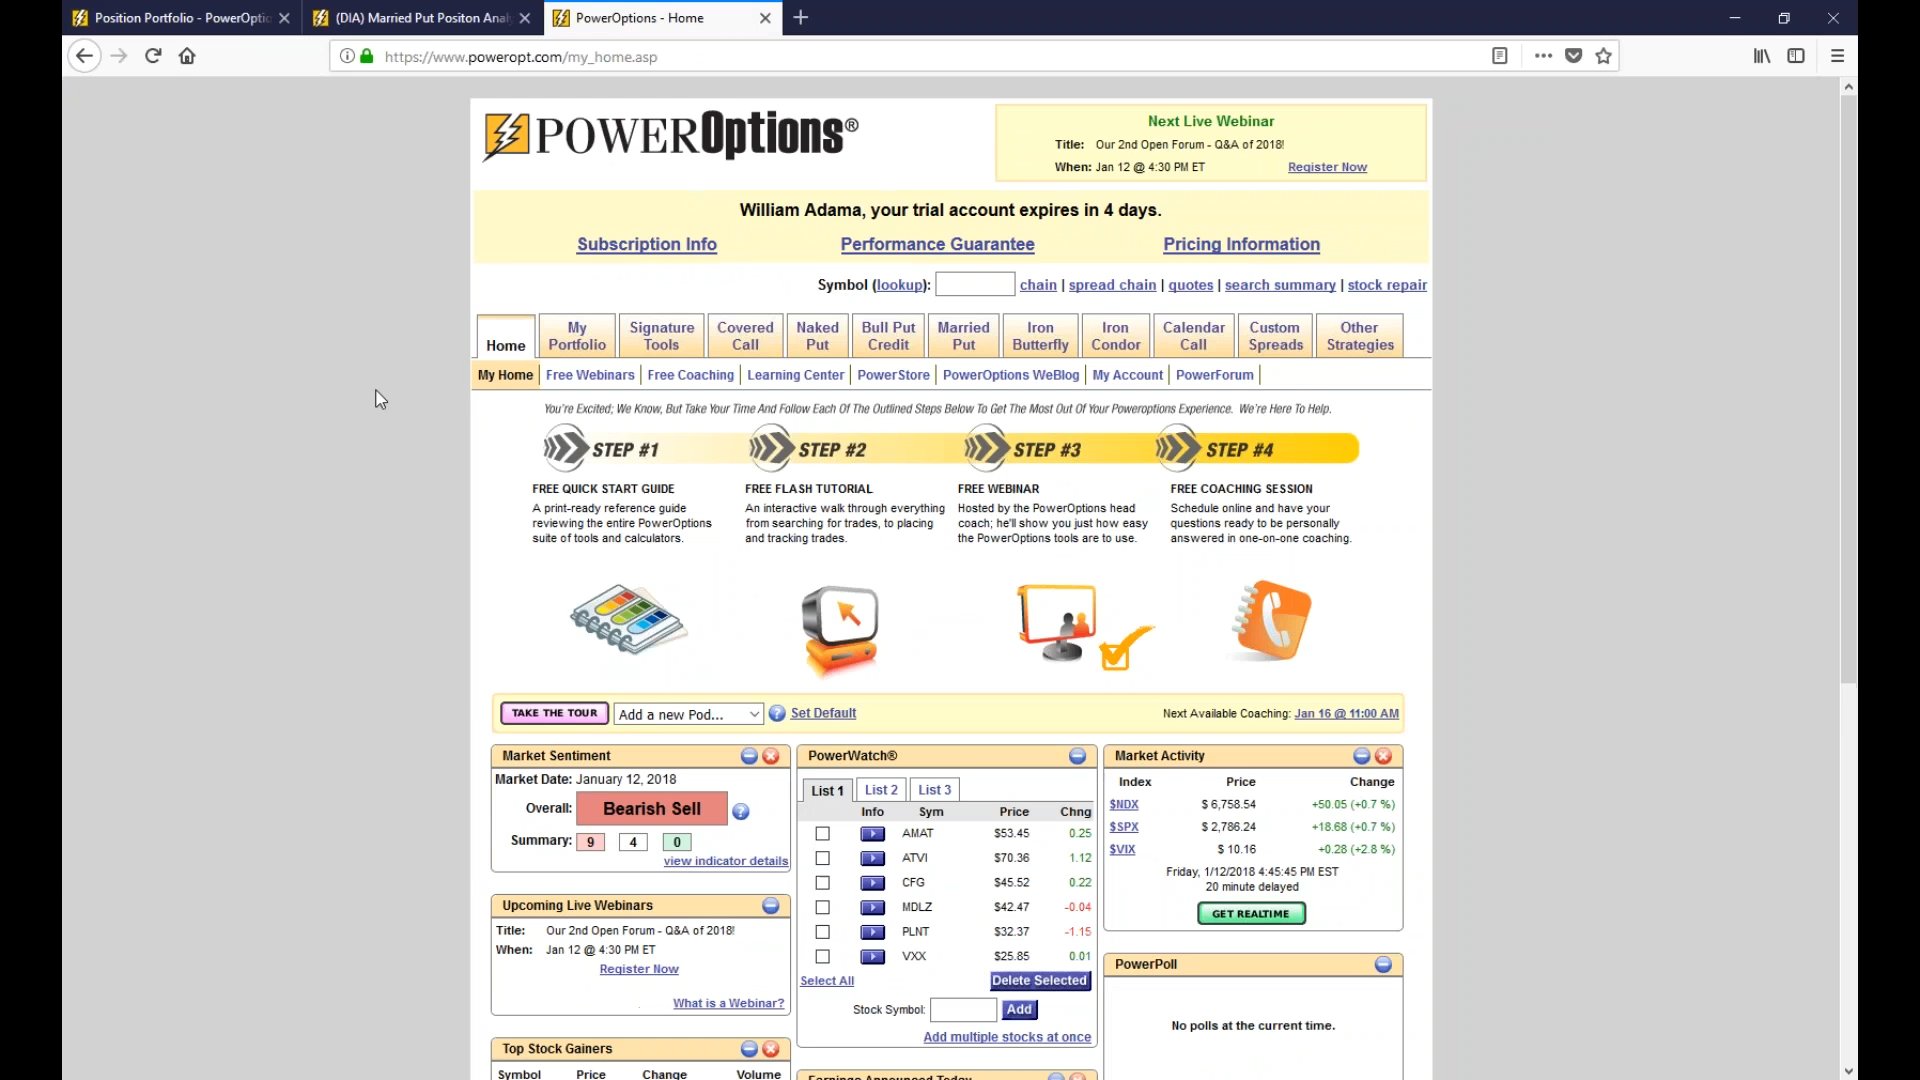 Position Portfolio - PowerOptio
(DIA) Married Put Positon Anal
PowerOptions - Home
https://www.poweropt.com/my_home.asp
POWEROptions®
Next Live Webinar
Title: Our 2nd Open Forum - Q&A of 2018!
When: Jan 12 @ 4:30 PM ET Register Now
William Adama, your trial account expires in 4 days.
Subscription Info Performance Guarantee Pricing Information
Symbol (lookup): chain | spread chain | quotes | search summary | stock repair
Home
My Portfolio
Signature Tools
Covered Call
Naked Put
Bull Put Credit
Married Put
Iron Butterfly
Iron Condor
Calendar Call
Custom Spreads
Other Strategies
My Home | Free Webinars | Free Coaching | Learning Center | PowerStore | PowerOptions WeBlog | My Account | PowerForum |
You're Excited; We Know, But Take Your Time And Follow Each Of The Outlined Steps Below To Get The Most Out Of Your Poweroptions Experience. We're Here To Help.
STEP #1 STEP #2 STEP #3 STEP #4
FREE QUICK START GUIDE
A print-ready reference guide
reviewing the entire PowerOptions
suite of tools and calculators.
FREE FLASH TUTORIAL
An interactive walk through everything
from searching for trades, to placing
and tracking trades.
FREE WEBINAR
Hosted by the PowerOptions head
coach; he'll show you just how easy
the PowerOptions tools are to use.
FREE COACHING SESSION
Schedule online and have your
questions ready to be personally
answered in one-on-one coaching.
TAKE THE TOUR Add a new Pod... ? Set Default Next Available Coaching: Jan 16 @ 11:00 AM
Market Sentiment
Market Date: January 12, 2018
Overall: Bearish Sell ?
Summary: 9 4 0
view indicator details
Upcoming Live Webinars
Title: Our 2nd Open Forum - Q&A of 2018!
When: Jan 12 @ 4:30 PM ET
Register Now
What is a Webinar?
Top Stock Gainers
Symbol Price Change Volume
PowerWatch®
List 1 List 2 List 3
Info Sym Price Chng
AMAT $53.45 0.25
ATVI $70.36 1.12
CFG $45.52 0.22
MDLZ $42.47 -0.04
PLNT $32.37 -1.15
VXX $25.85 0.01
Select All Delete Selected
Stock Symbol: Add
Add multiple stocks at once
Earnings Announced Today
Market Activity
Index Price Change
$NDX $ 6,758.54 +50.05 (+0.7 %)
$SPX $ 2,786.24 +18.68 (+0.7 %)
$VIX $ 10.16 +0.28 (+2.8 %)
Friday, 1/12/2018 4:45:45 PM EST
20 minute delayed
GET REALTIME
PowerPoll
No polls at the current time.